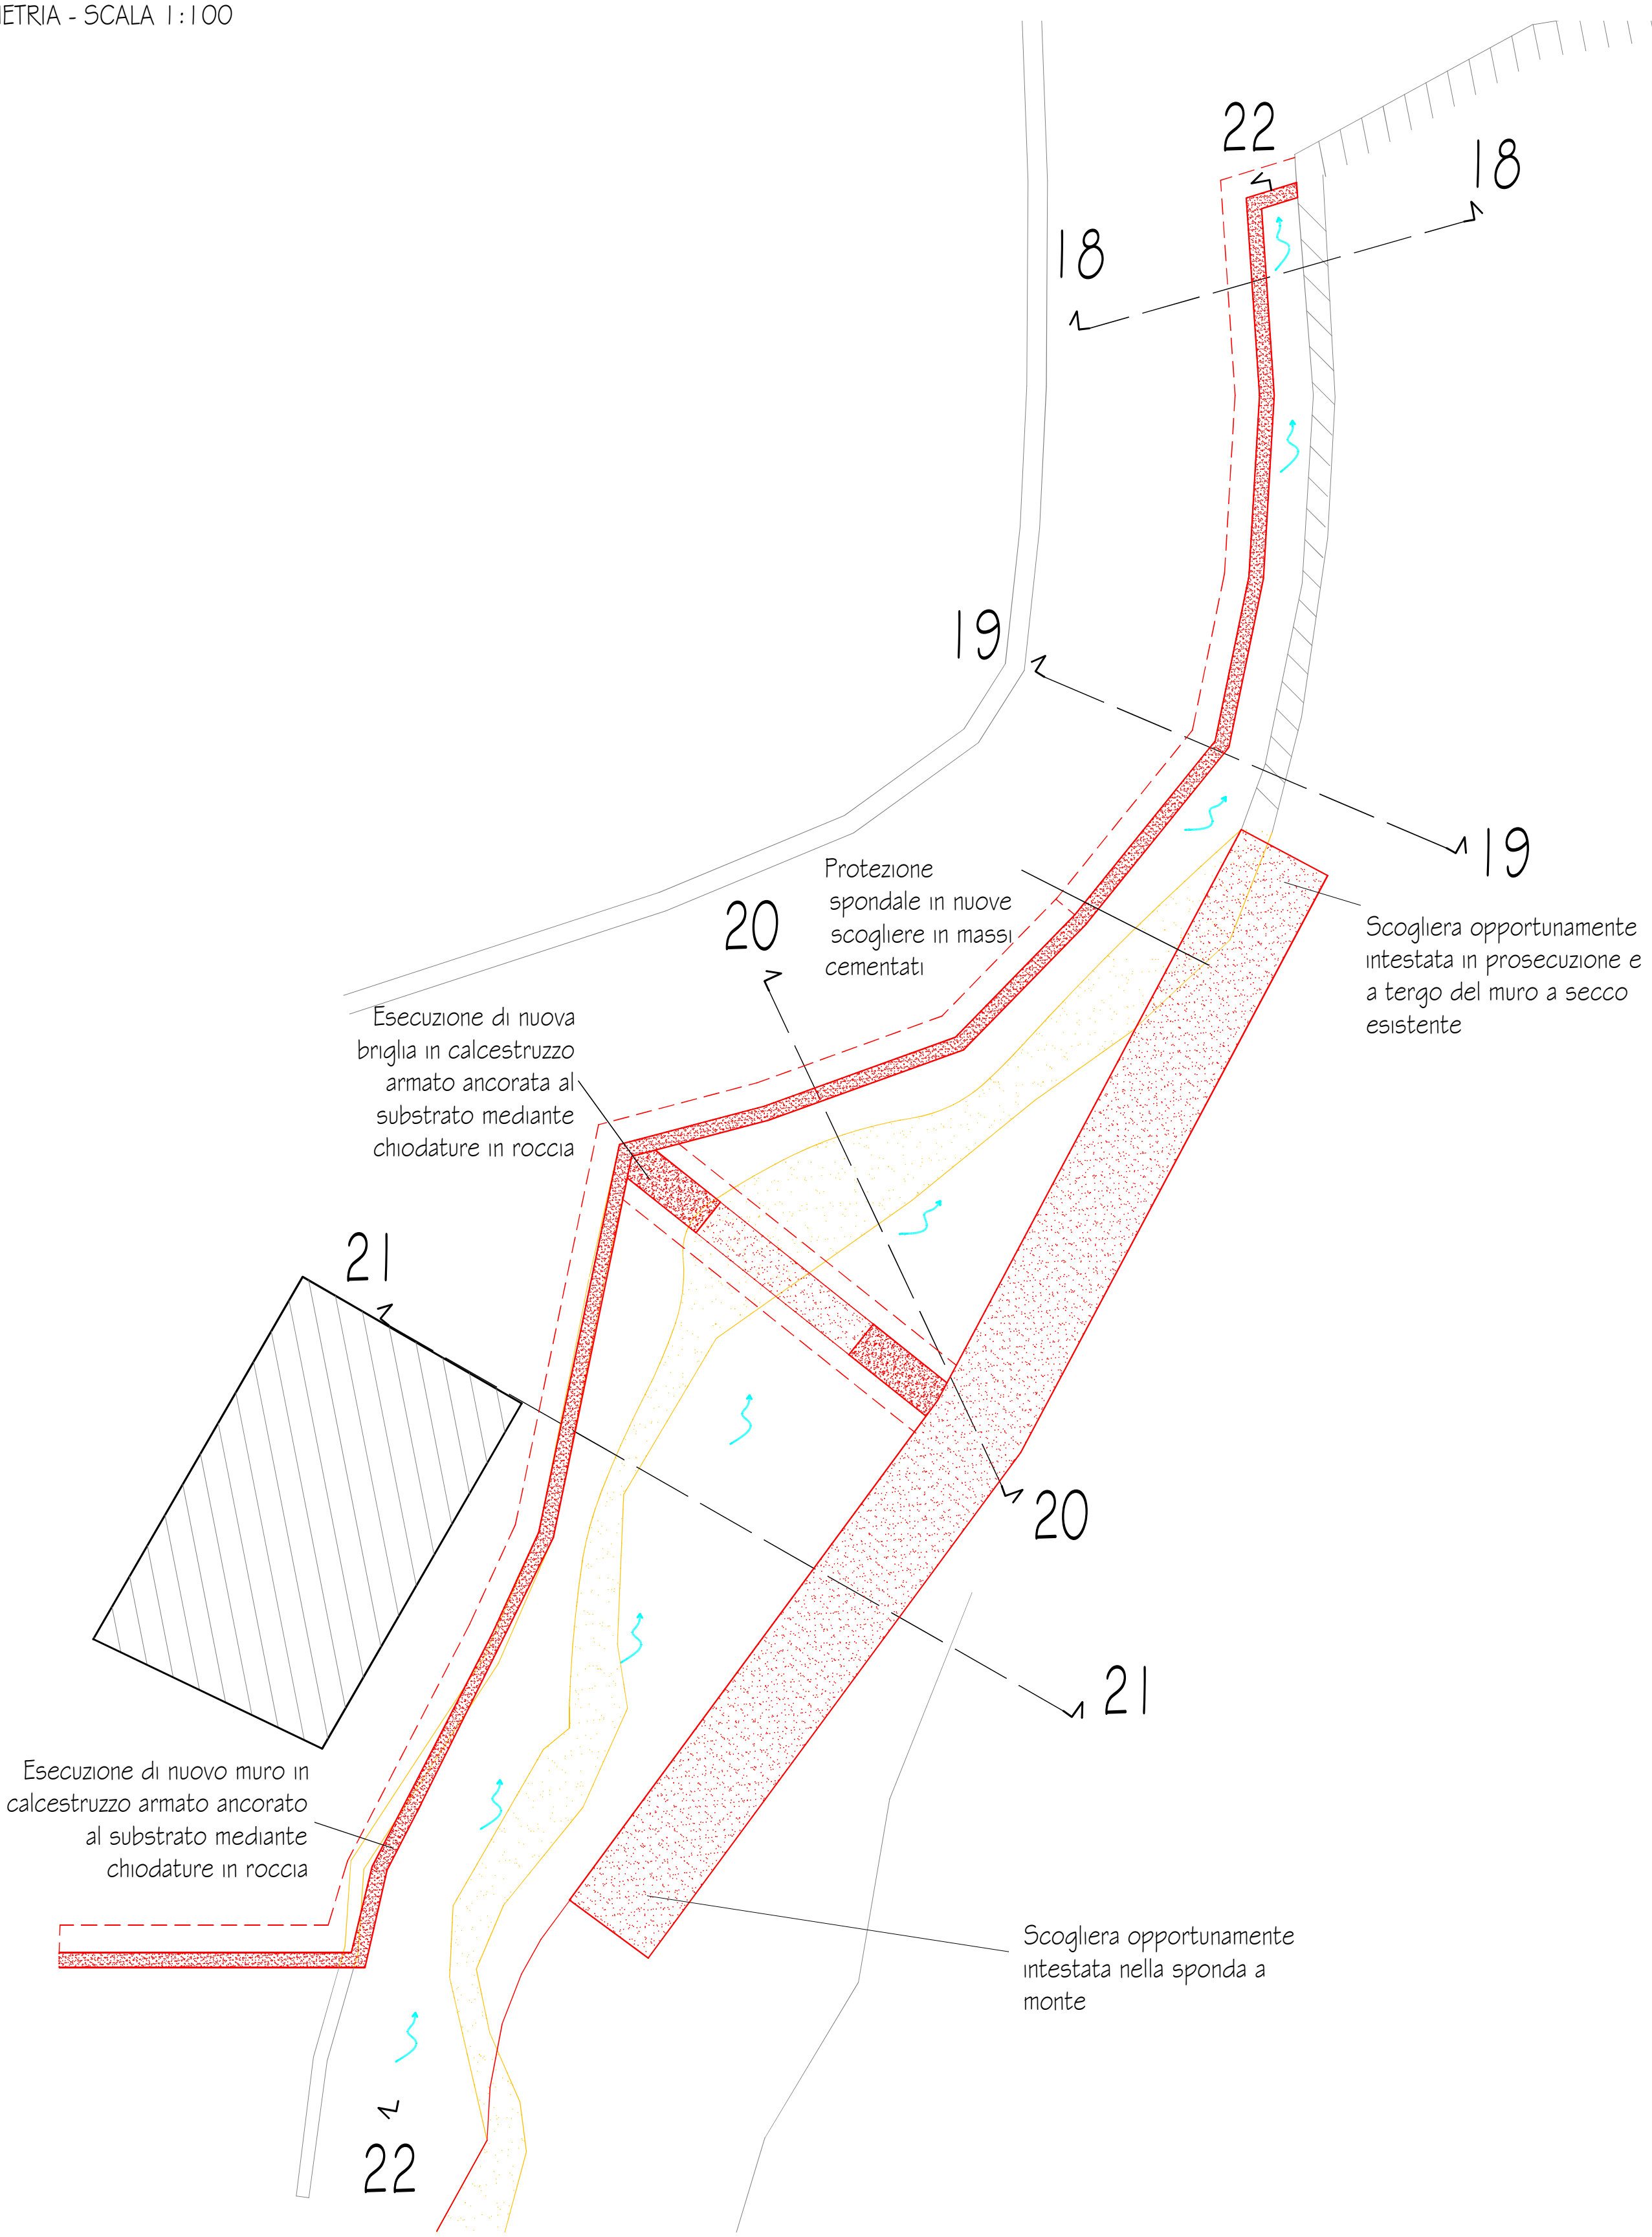 ETRIA - SCALA 1:100
22
18
18
19
19
Protezione
spondale in nuove
scogliere in massi
cementati
20
Scogliera opportunamente
intestata in prosecuzione e
a tergo del muro a secco
esistente
Esecuzione di nuova
briglia in calcestruzzo
armato ancorata al
substrato mediante
chiodature in roccia
21
20
21
Esecuzione di nuovo muro in
calcestruzzo armato ancorato
al substrato mediante
chiodature in roccia
Scogliera opportunamente
intestata nella sponda a
monte
22